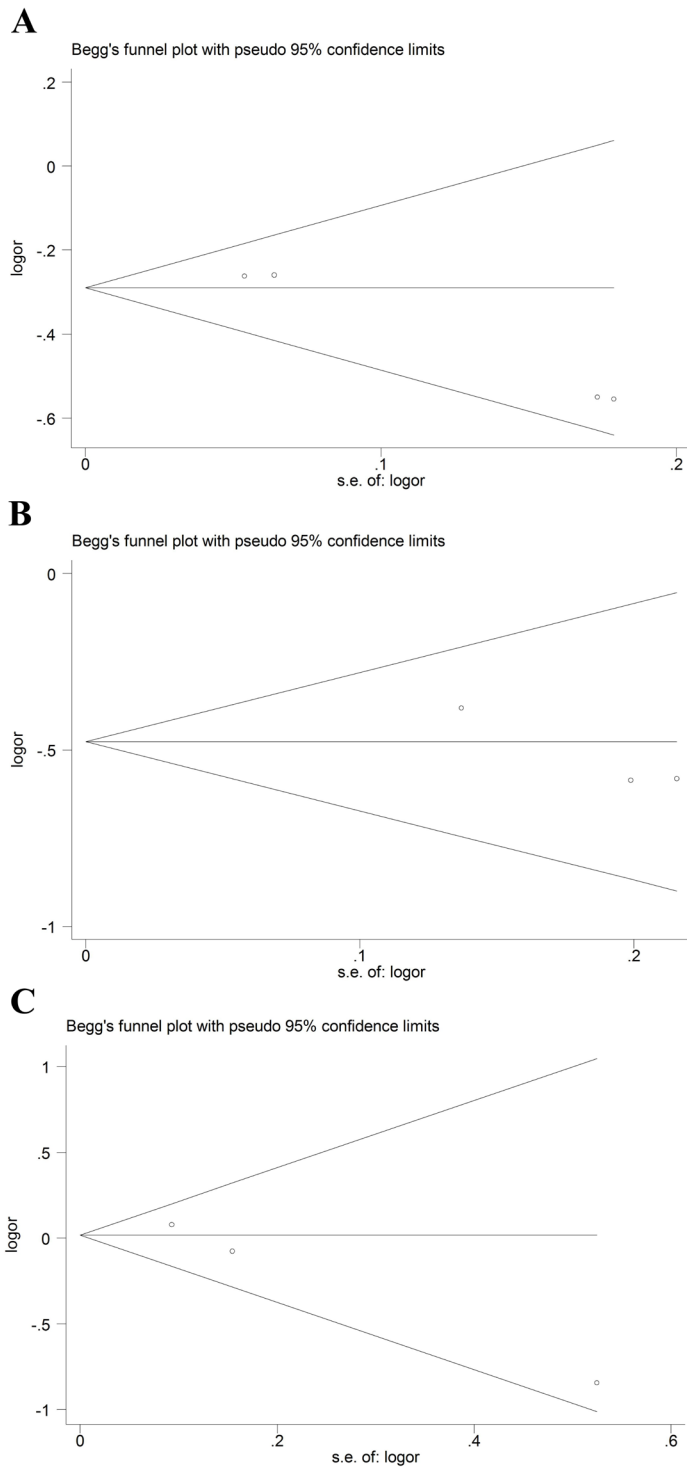 A
Begg's funnel plot with pseudo 95% confidence limits
.2
0
-.2
-.4
-.6
logor
0 .1 .2
s.e. of: logor
B
Begg's funnel plot with pseudo 95% confidence limits
0
-.5
-1
logor
0 .1 .2
s.e. of: logor
C
Begg's funnel plot with pseudo 95% confidence limits
1
.5
0
-.5
-1
logor
0 .2 .4 .6
s.e. of: logor